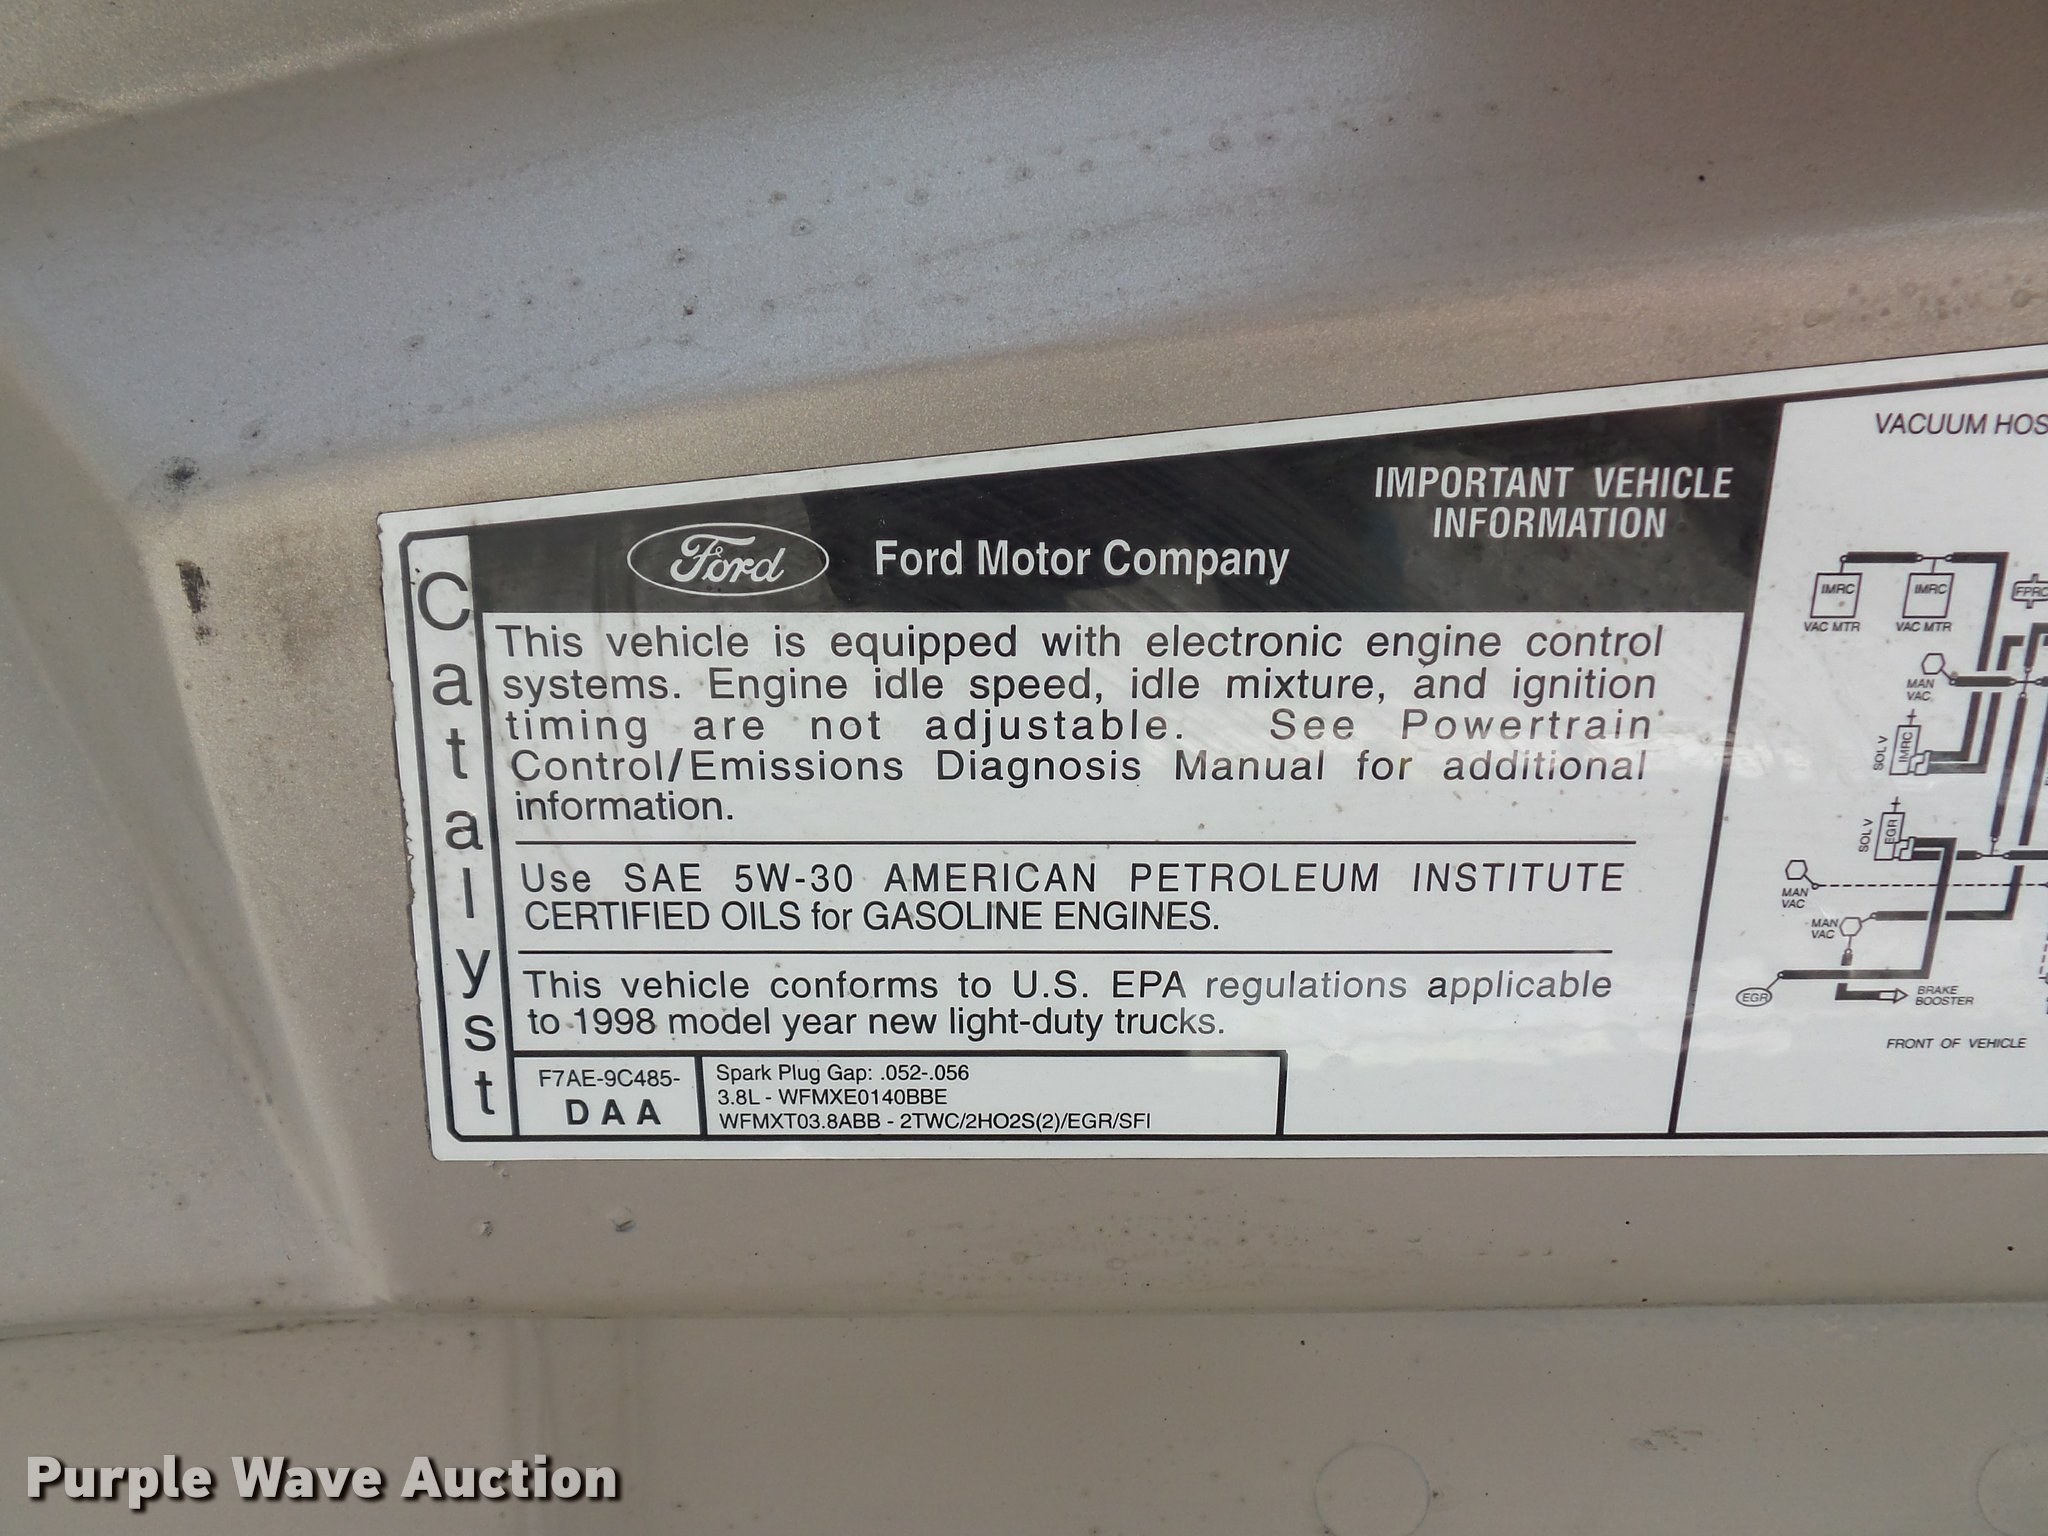 Ford
Ford Motor Company
IMPORTANT VEHICLE
INFORMATION
Catalyst
This vehicle is equipped with electronic engine control
systems. Engine idle speed, idle mixture, and ignition
timing are not adjustable. See Powertrain
Control/Emissions Diagnosis Manual for additional
information.
Use SAE 5W-30 AMERICAN PETROLEUM INSTITUTE
CERTIFIED OILS for GASOLINE ENGINES.
This vehicle conforms to U.S. EPA regulations applicable
to 1998 model year new light-duty trucks.
F7AE-9C485-
DAA
Spark Plug Gap: .052-.056
3.8L - WFMXE0140BBE
WFMXT03.8ABB - 2TWC/2HO2S(2)/EGR/SFI
VACUUM HOS
IMRC
VAC MTR
IMRC
VAC MTR
FPRC
MAN
VAC
SOL V
IMRC
SOL V
EGR
MAN
VAC
MAN
VAC
EGR
BRAKE
BOOSTER
FRONT OF VEHICLE
Purple Wave Auction